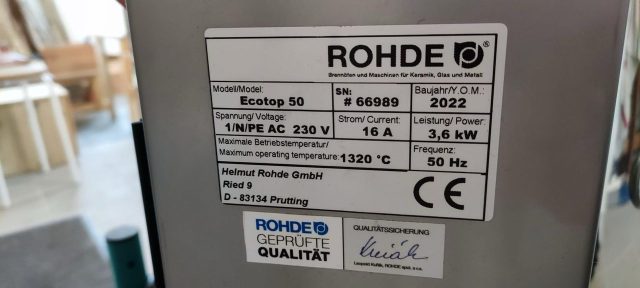 ROHDE ®
Brennöfen und Maschinen für Keramik, Glas und Metall
Modell/Model:
Ecotop 50
SN:
# 66989
Baujahr/Y.O.M.:
2022
Spannung/ Voltage:
1/N/PE AC 230 V
Strom/ Current:
16 A
Leistung/ Power:
3,6 kW
Maximale Betriebstemperatur/
Maximum operating temperature: 1320 °C
Frequenz:
50 Hz
Helmut Rohde GmbH
Ried 9
D - 83134 Prutting
CE
ROHDE
GEPRÜFTE
QUALITÄT
QUALITÄTSSICHERUNG